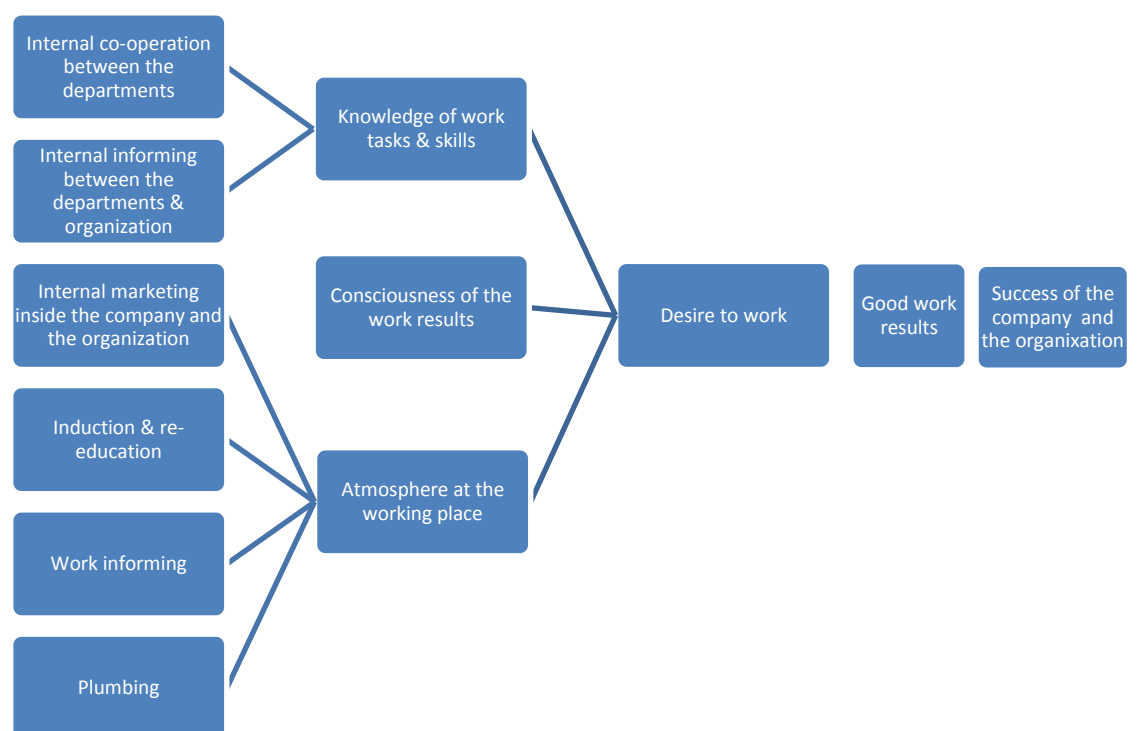 Internal co-operation
between the
departments
Internal informing
between the
departments &
organization
Internal marketing
inside the company and
the organization
Induction & re-
education
Work informing
Plumbing
Knowledge of work
tasks & skills
Consciousness of the
work results
Atmosphere at the
working place
Desire to work
Good work
results
Success of the
company and
the organixation